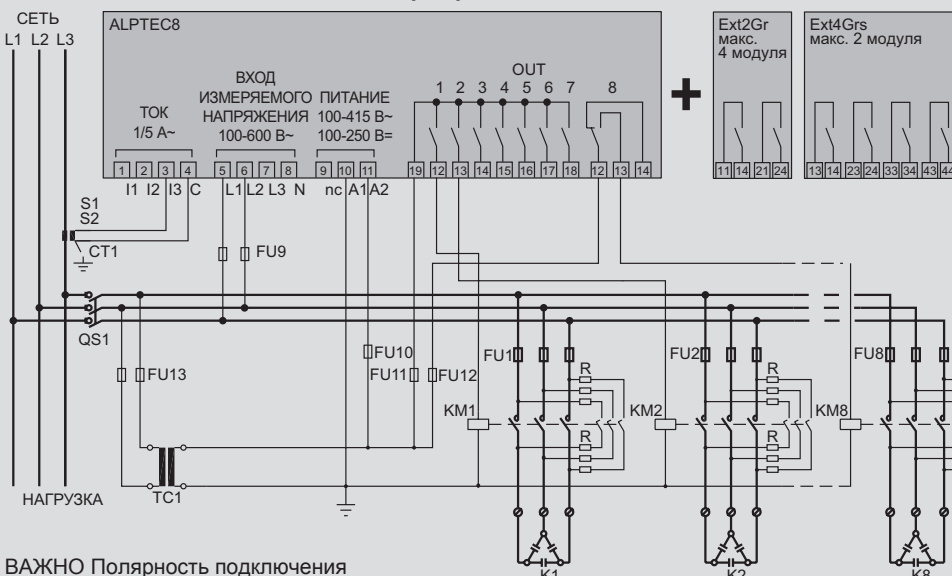 СЕТЬ
L1 L2 L3
ALPTEC8
ТОК
1/5 А~
ВХОД
ИЗМЕРЯЕМОГО
НАПРЯЖЕНИЯ
100-600 В~
ПИТАНИЕ
100-415 В~
100-250 В=
OUT
1 2 3 4 5 6 7 8
Ext2Gr
макс.
4 модуля
Ext4Grs
макс. 2 модуля
1 2 3 4 5 6 7 8 9 10 11 19 12 13 14 15 16 17 18 12 13 14
11 14 21 24
13 14 23 24 33 34 43 44
I1 I2 I3 C L1 L2 L3 N nc A1 A2
S1
S2
CT1
FU9
QS1
FU13
FU10
FU11
FU12
FU1
R
FU2
R
FU8
KM1
KM2
KM8
R
R
TC1
НАГРУЗКА
K1
K2
K8
ВАЖНО Полярность подключения